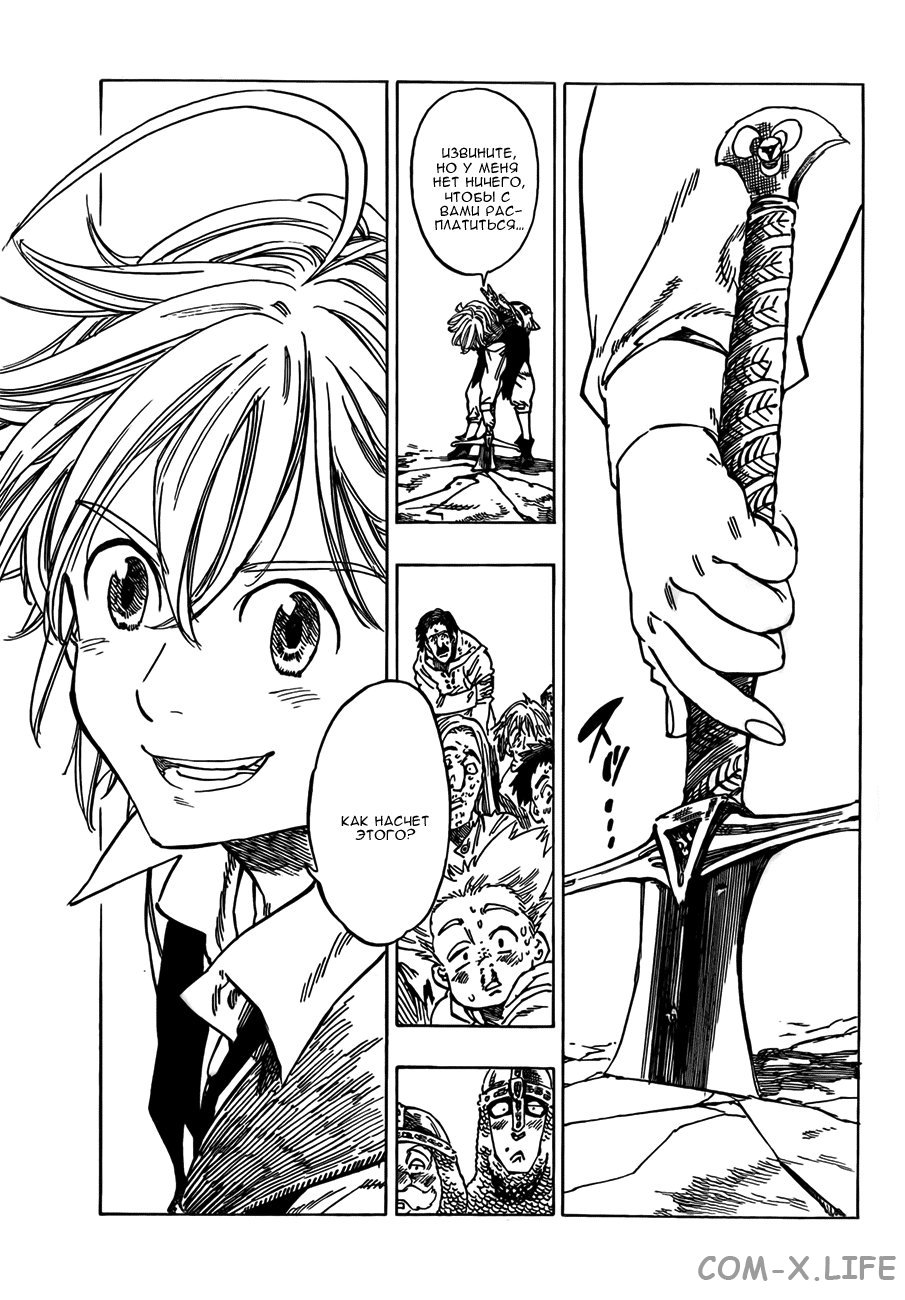 ИЗВИНИТЕ,
НО У МЕНЯ
НЕТ НИЧЕГО,
ЧТОБЫ С
ВАМИ РАС-
ПЛАТИТЬСЯ...
КАК НАСЧЕТ
ЭТОГО?
COM-X.LIFE